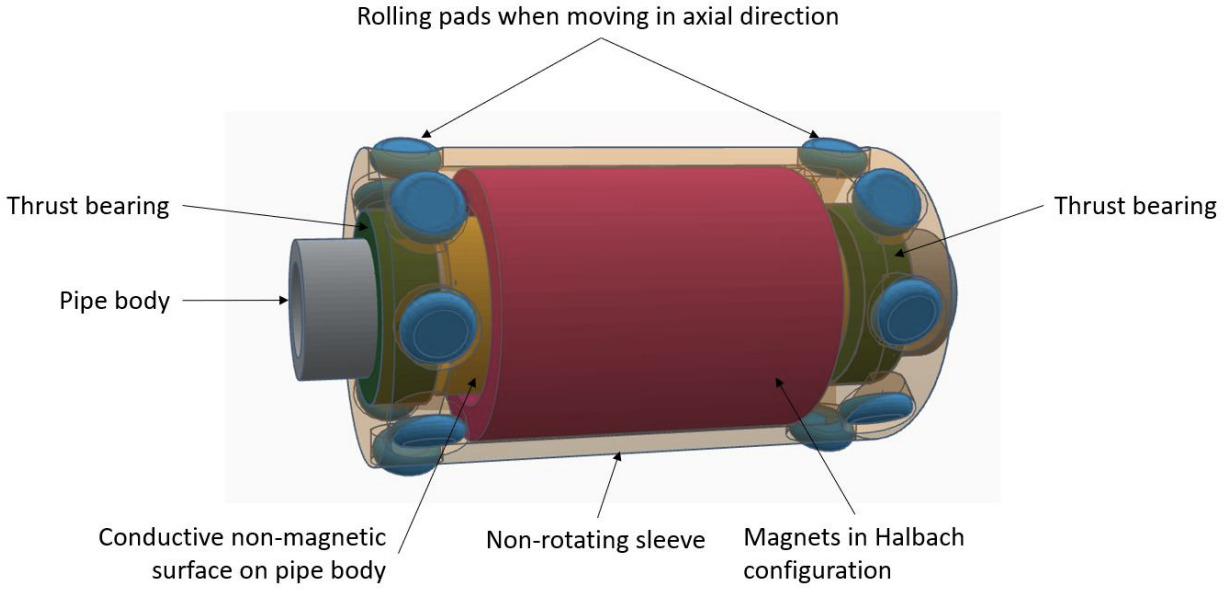 Rolling pads when moving in axial direction
Thrust bearing
Thrust bearing
Pipe body
Conductive non-magnetic
surface on pipe body
Non-rotating sleeve
Magnets in Halbach
configuration